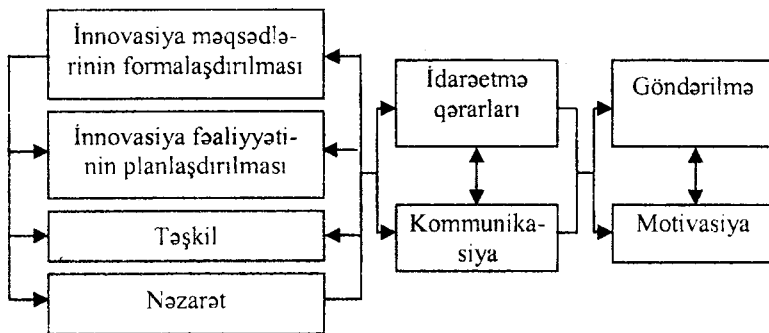 İnnovasiya məqsədlə-
rinin formalaşdırılması
İnnovasiya fəaliyyəti-
nin planlaşdırılması
Təşkil
Nəzarət
İdarəetmə
qərarları
Kommunika-
siya
Göndərilmə
Motivasiya